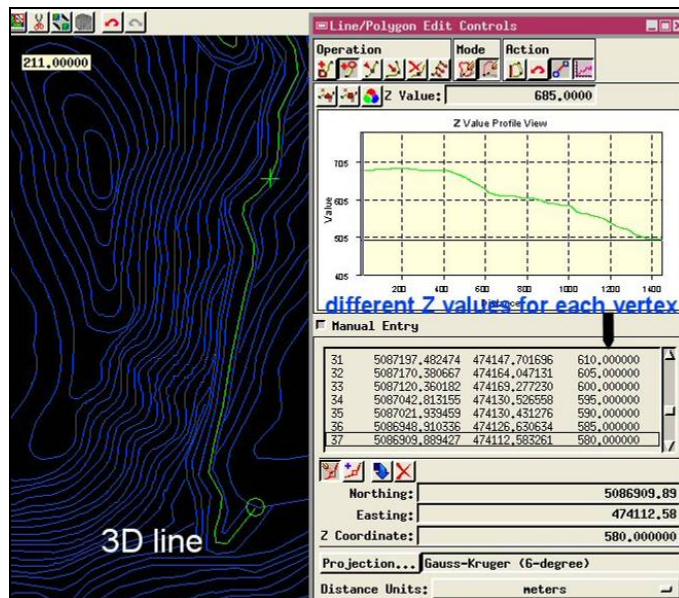 Line/Polygon Edit Controls
Operation Mode Action
Z Value: 685.0000
211.00000
Z Value Profile View
Value
705
605
505
405
200 400 600 800 1000 1200 1400
different Z values for each vertex
Manual Entry
31 5087197.482474 474147.701696 610.000000
32 5087170.380667 474164.047131 605.000000
33 5087120.360182 474169.277230 600.000000
34 5087042.813155 474130.526558 595.000000
35 5087021.939459 474130.431276 590.000000
36 5086948.910336 474126.630634 585.000000
37 5086909.889427 474112.583261 580.000000
Northing: 5086909.89
Easting: 474112.58
Z Coordinate: 580.000000
3D line
Projection... Gauss-Kruger (6-degree)
Distance Units: meters